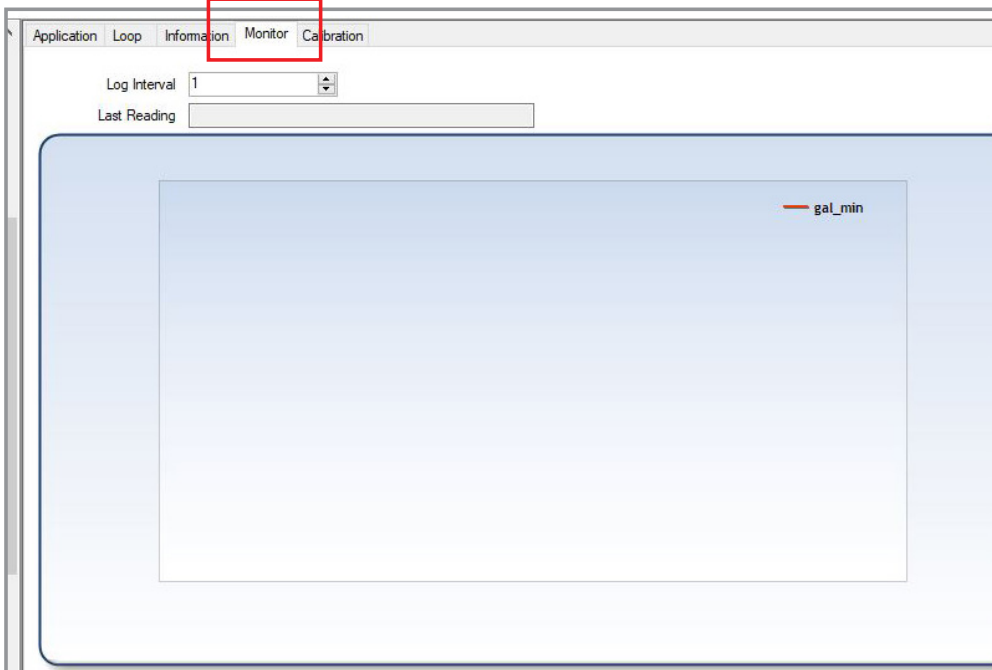 Application Loop Information Monitor Calibration
Log Interval 1
Last Reading
gal_min